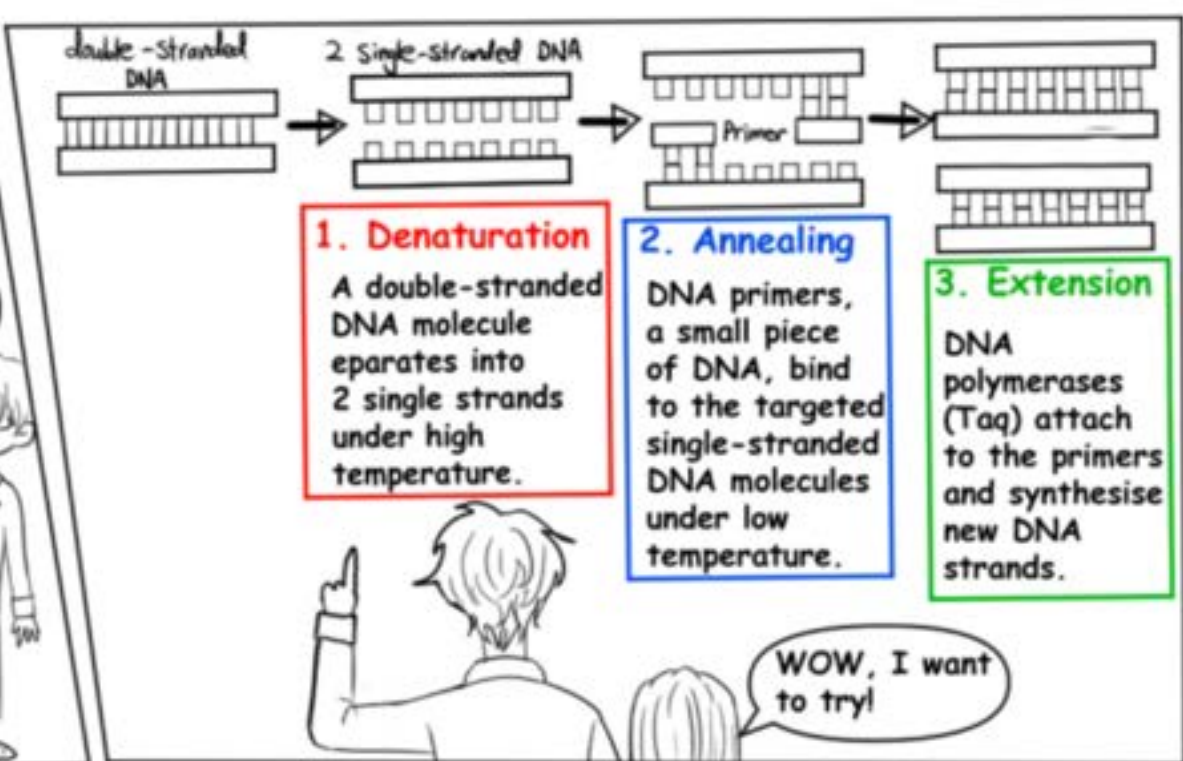 double-stranded
DNA
2 single-stranded DNA
Primer
1. Denaturation
A double-stranded
DNA molecule
eparates into
2 single strands
under high
temperature.
2. Annealing
DNA primers,
a small piece
of DNA, bind
to the targeted
single-stranded
DNA molecules
under low
temperature.
3. Extension
DNA
polymerases
(Taq) attach
to the primers
and synthesise
new DNA
strands.
WOW, I want
to try!